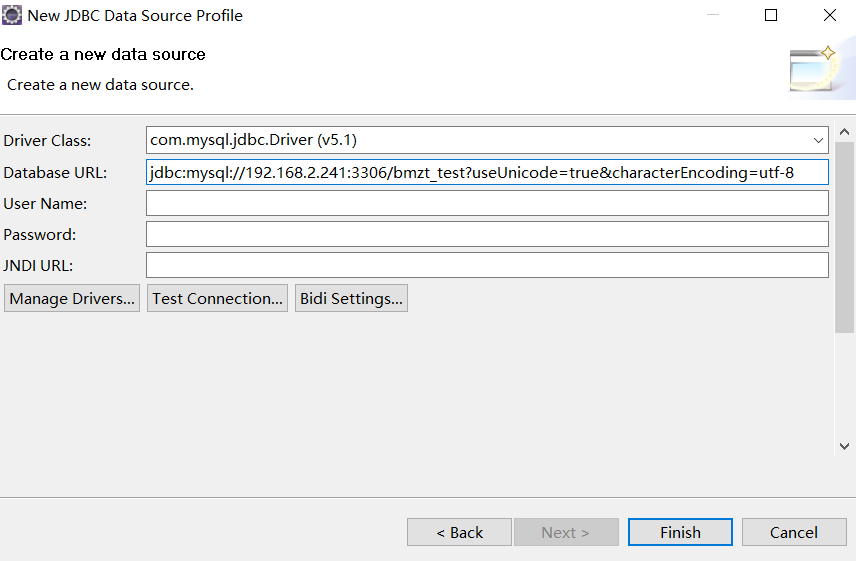 New JDBC Data Source Profile
Create a new data source
Create a new data source.
Driver Class: com.mysql.jdbc.Driver (v5.1)
Database URL: jdbc:mysql://192.168.2.241:3306/bmzt_test?useUnicode=true&characterEncoding=utf-8
User Name:
Password:
JNDI URL:
Manage Drivers... Test Connection... Bidi Settings...
< Back Next > Finish Cancel